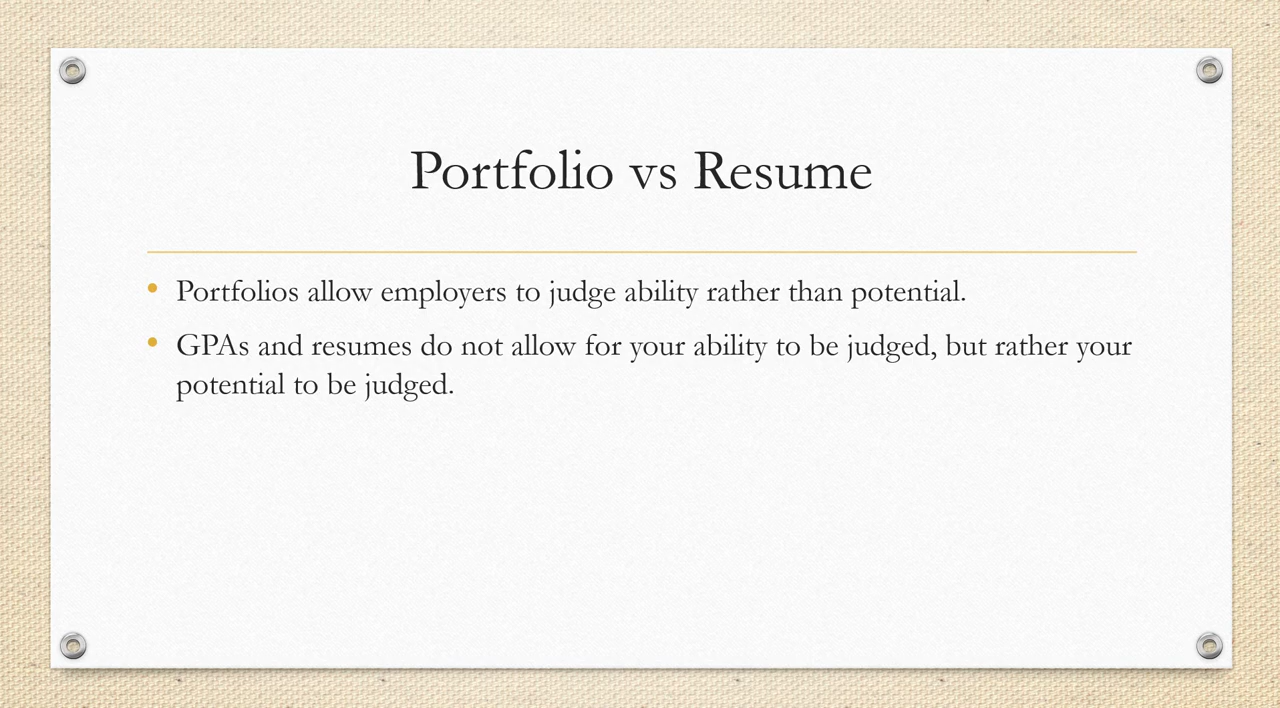 Portfolio vs Resume
• Portfolios allow employers to judge ability rather than potential.
• GPAs and resumes do not allow for your ability to be judged, but rather your
potential to be judged.